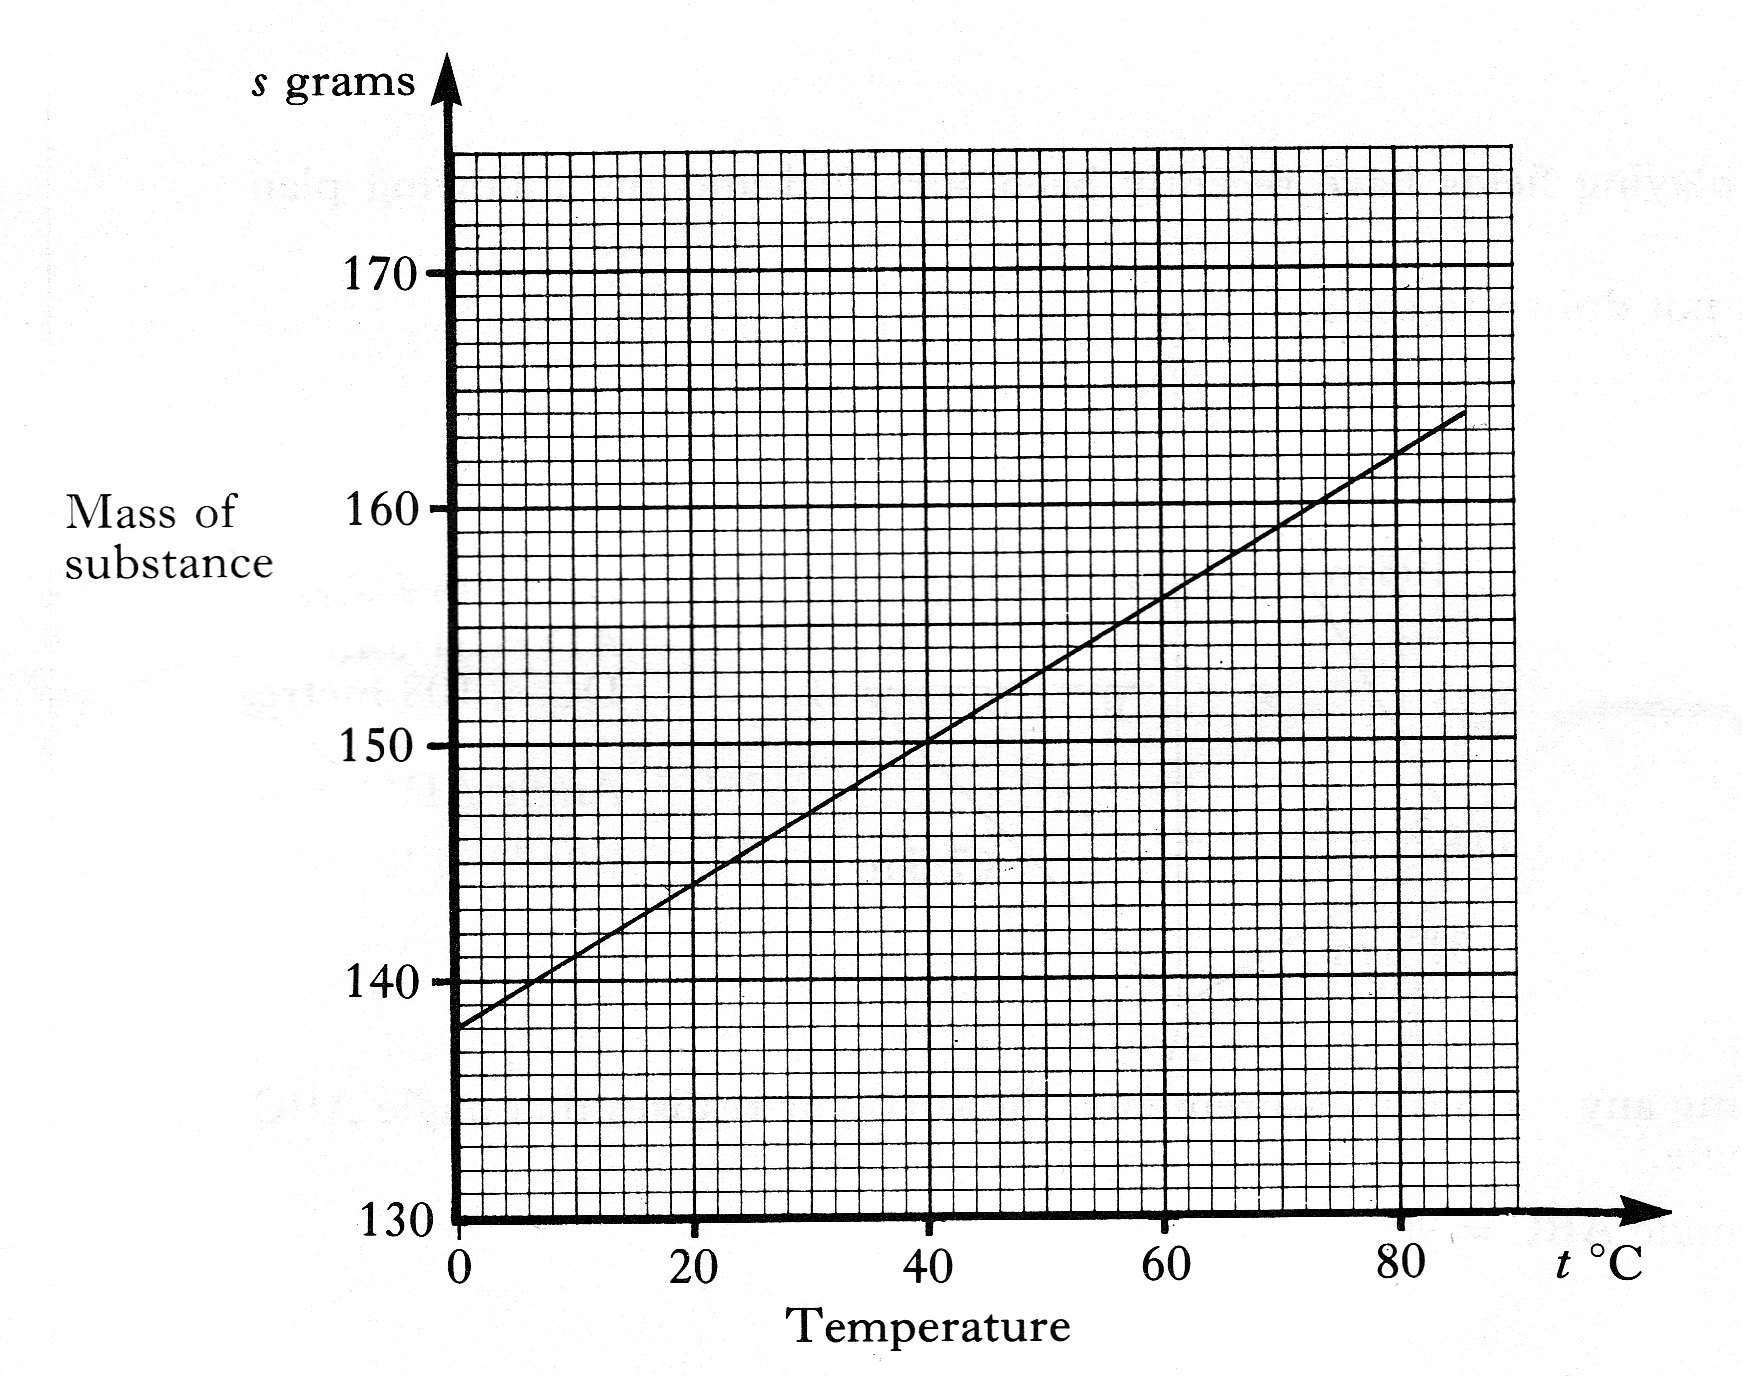 s grams
170
160
Mass of
substance
150
140
130
0 20 40 60 80 t °C
Temperature